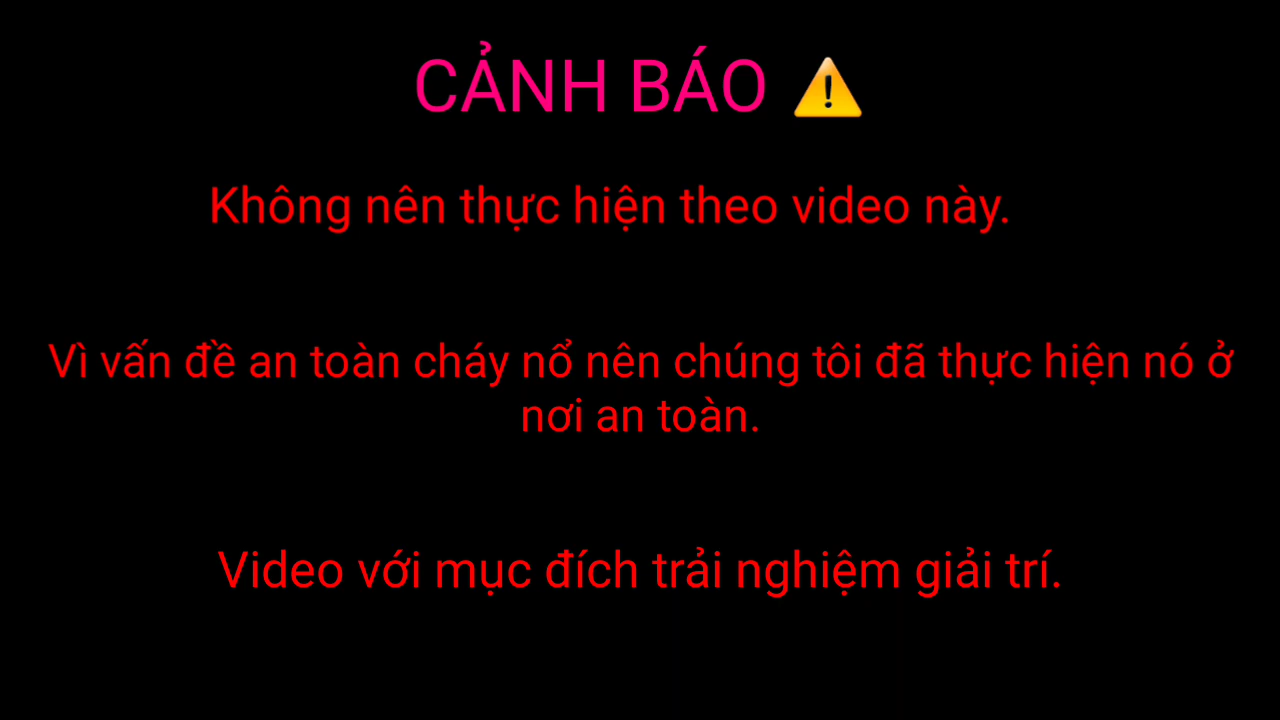 CẢNH BÁO ⚠️
Không nên thực hiện theo video này.
Vì vấn đề an toàn cháy nổ nên chúng tôi đã thực hiện nó ở
nơi an toàn.
Video với mục đích trải nghiệm giải trí.